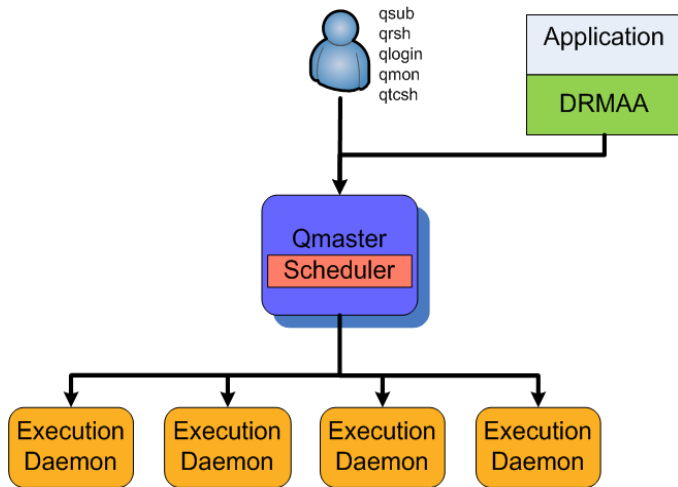 qsub
qrsh
qlogin
qmon
qtcsh
Application
DRMAA
Qmaster
Scheduler
Execution
Daemon
Execution
Daemon
Execution
Daemon
Execution
Daemon